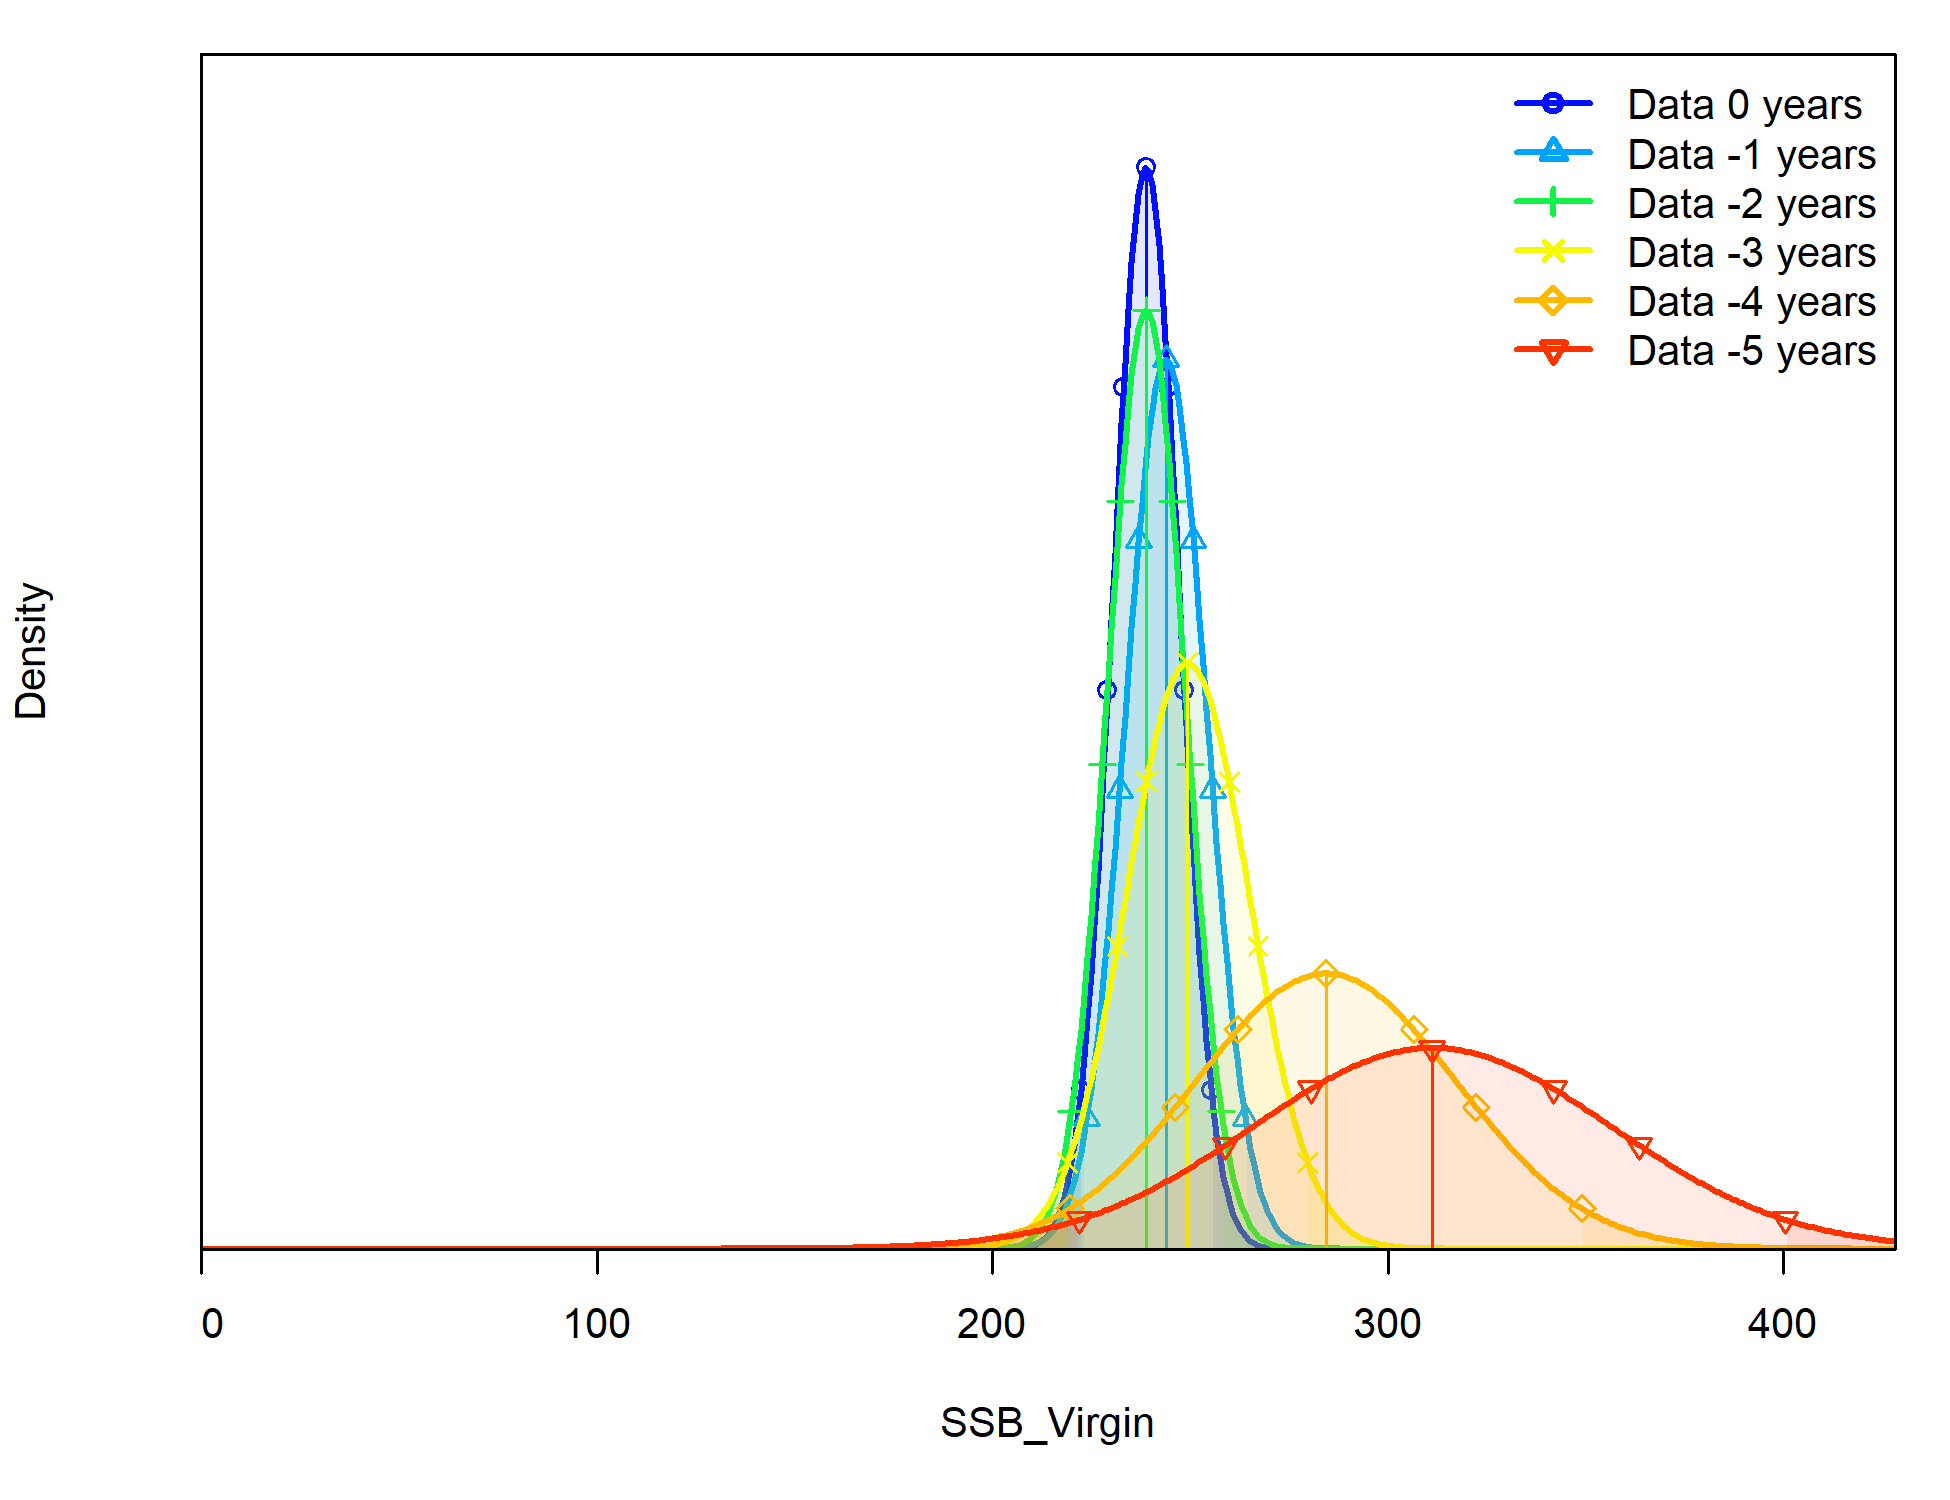 Data 0 years
Data -1 years
Data -2 years
Data -3 years
Data -4 years
Data -5 years
Density
0 100 200 300 400
SSB_Virgin